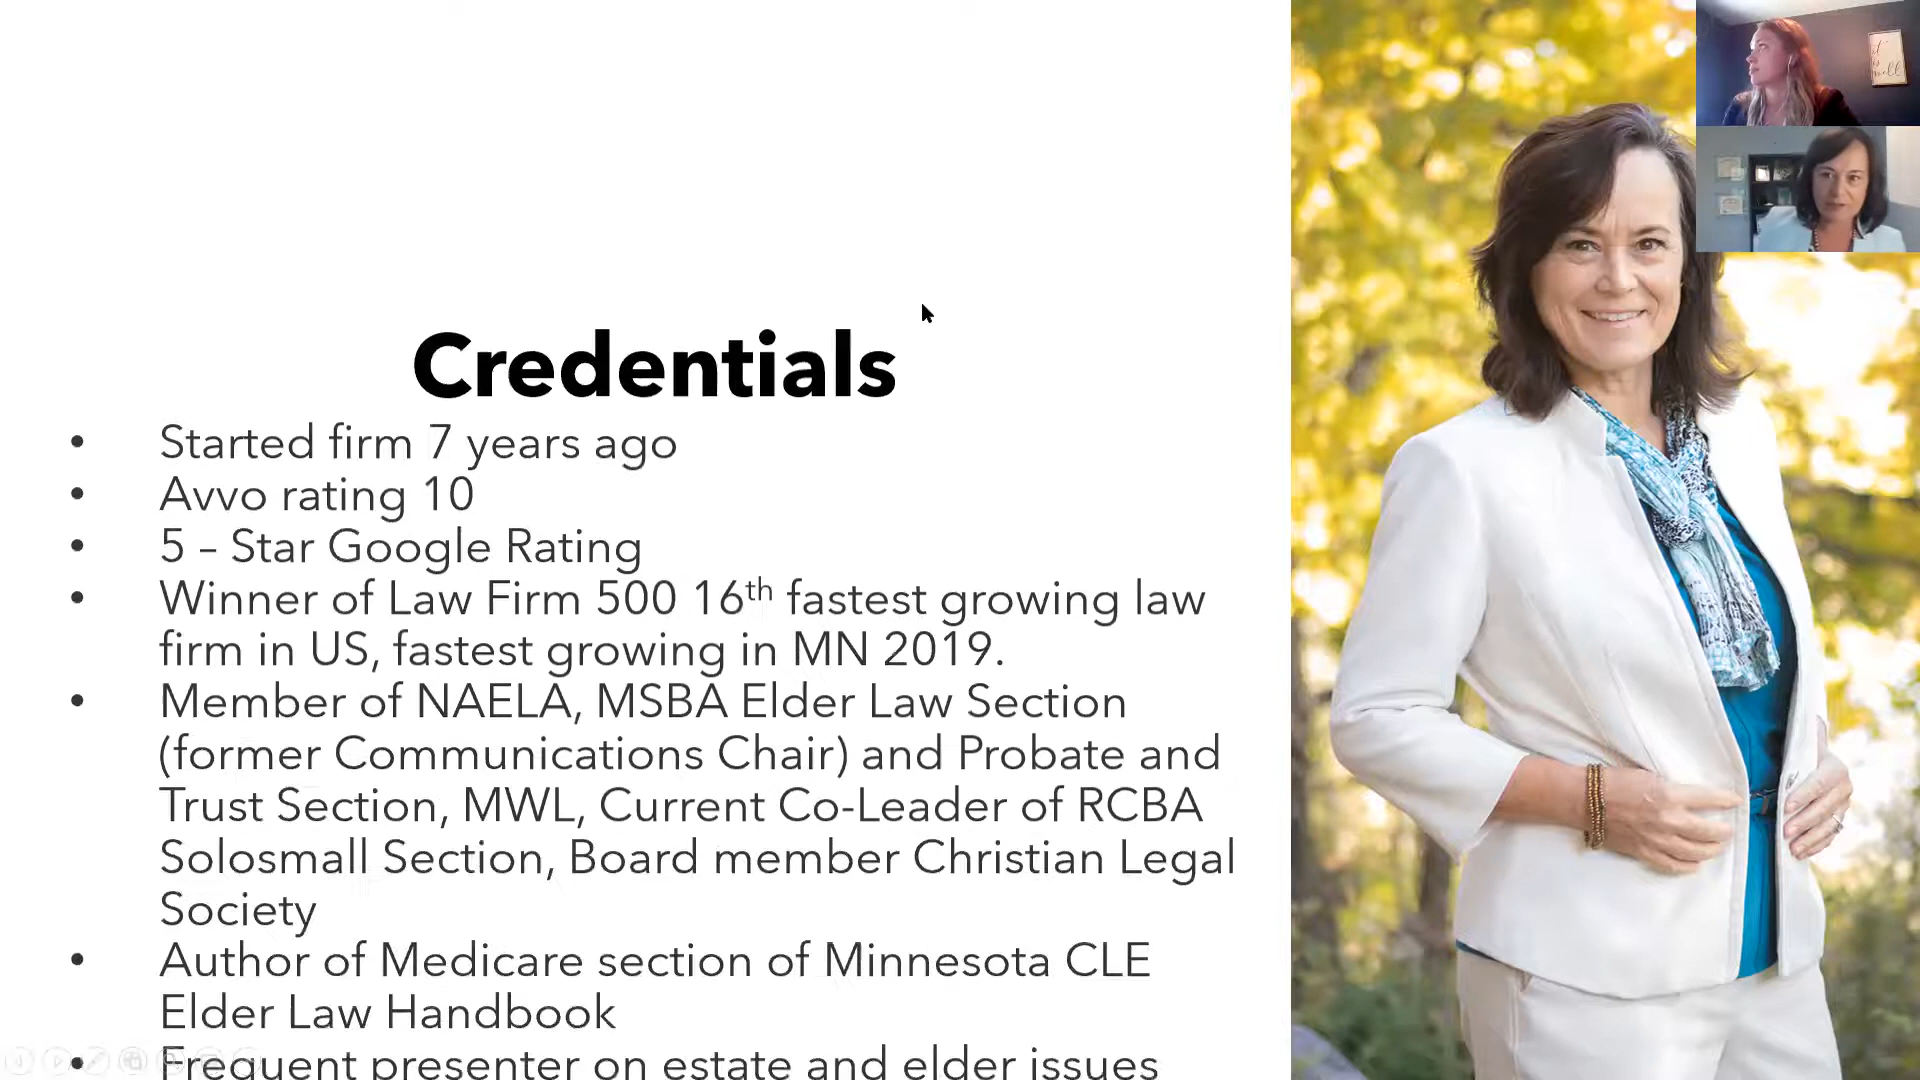 it
is
well
Credentials
• Started firm 7 years ago
• Avvo rating 10
• 5 – Star Google Rating
• Winner of Law Firm 500 16th fastest growing law
firm in US, fastest growing in MN 2019.
• Member of NAELA, MSBA Elder Law Section
(former Communications Chair) and Probate and
Trust Section, MWL, Current Co-Leader of RCBA
Solosmall Section, Board member Christian Legal
Society
• Author of Medicare section of Minnesota CLE
Elder Law Handbook
• Frequent presenter on estate and elder issues